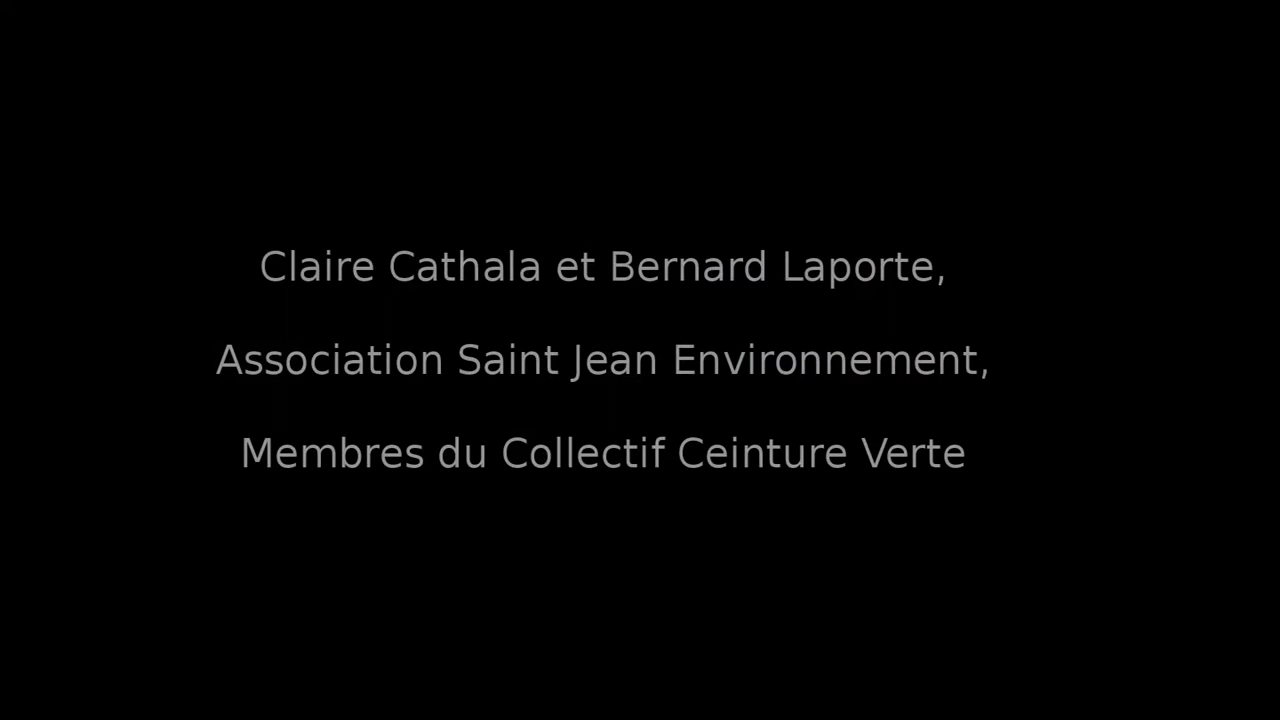 Claire Cathala et Bernard Laporte,
Association Saint Jean Environnement,
Membres du Collectif Ceinture Verte